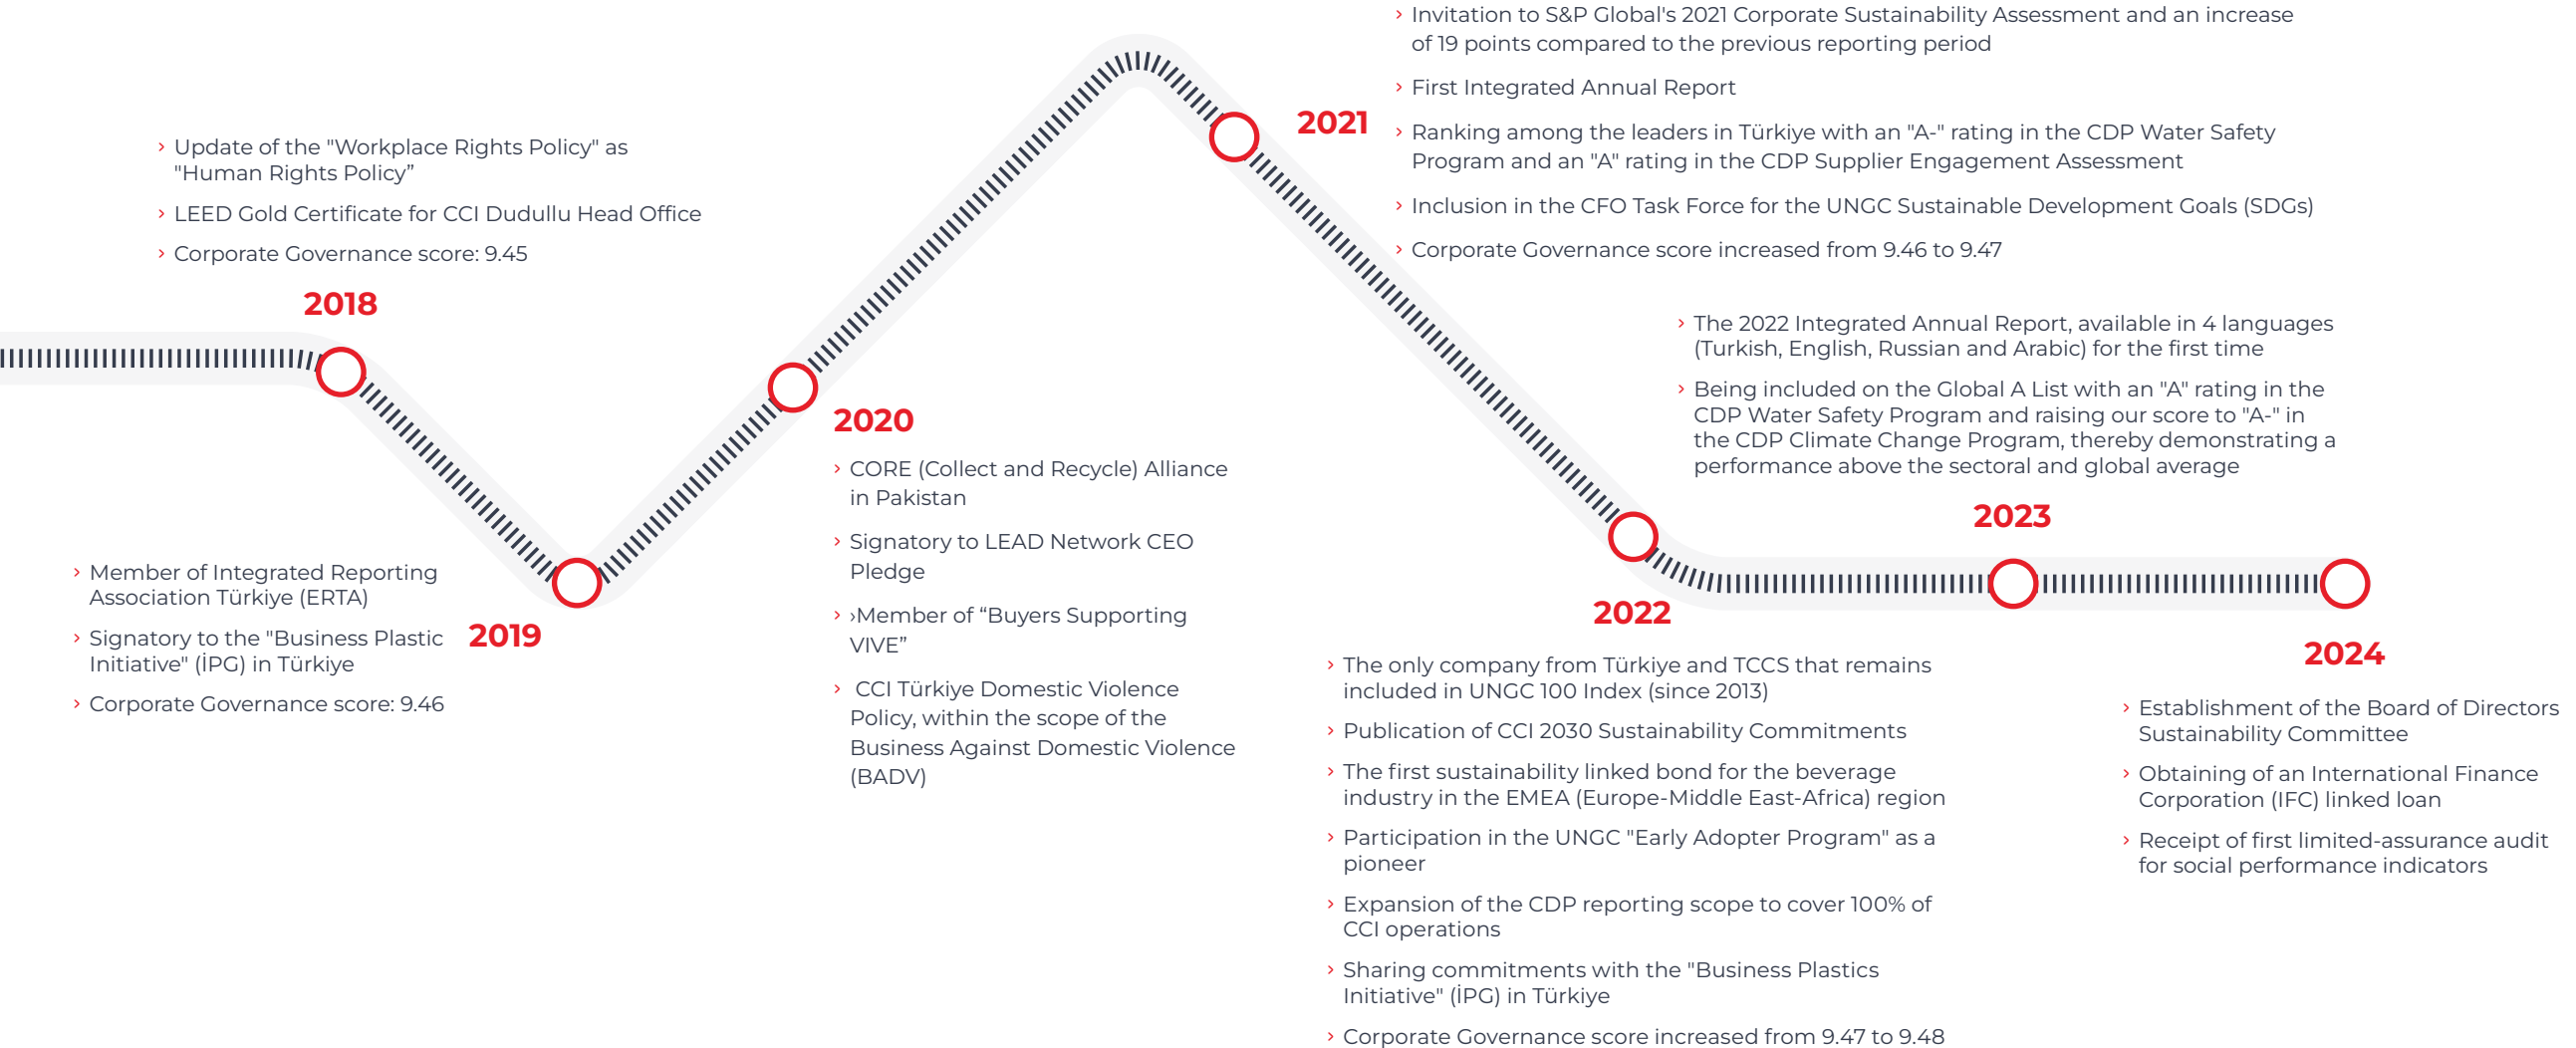 › Update of the "Workplace Rights Policy" as
"Human Rights Policy”
› LEED Gold Certificate for CCI Dudullu Head Office
› Corporate Governance score: 9.45
2018
› Member of Integrated Reporting
Association Türkiye (ERTA)
› Signatory to the "Business Plastic
Initiative" (İPG) in Türkiye
› Corporate Governance score: 9.46
2019
2020
› CORE (Collect and Recycle) Alliance
in Pakistan
› Signatory to LEAD Network CEO
Pledge
› ›Member of “Buyers Supporting
VIVE”
› CCI Türkiye Domestic Violence
Policy, within the scope of the
Business Against Domestic Violence
(BADV)
2021
› Invitation to S&P Global's 2021 Corporate Sustainability Assessment and an increase
of 19 points compared to the previous reporting period
› First Integrated Annual Report
› Ranking among the leaders in Türkiye with an "A-" rating in the CDP Water Safety
Program and an "A" rating in the CDP Supplier Engagement Assessment
› Inclusion in the CFO Task Force for the UNGC Sustainable Development Goals (SDGs)
› Corporate Governance score increased from 9.46 to 9.47
2022
› The only company from Türkiye and TCCS that remains
included in UNGC 100 Index (since 2013)
› Publication of CCI 2030 Sustainability Commitments
› The first sustainability linked bond for the beverage
industry in the EMEA (Europe-Middle East-Africa) region
› Participation in the UNGC "Early Adopter Program" as a
pioneer
› Expansion of the CDP reporting scope to cover 100% of
CCI operations
› Sharing commitments with the "Business Plastics
Initiative" (İPG) in Türkiye
› Corporate Governance score increased from 9.47 to 9.48
› The 2022 Integrated Annual Report, available in 4 languages
(Turkish, English, Russian and Arabic) for the first time
› Being included on the Global A List with an "A" rating in the
CDP Water Safety Program and raising our score to "A-" in
the CDP Climate Change Program, thereby demonstrating a
performance above the sectoral and global average
2023
2024
› Establishment of the Board of Directors
Sustainability Committee
› Obtaining of an International Finance
Corporation (IFC) linked loan
› Receipt of first limited-assurance audit
for social performance indicators